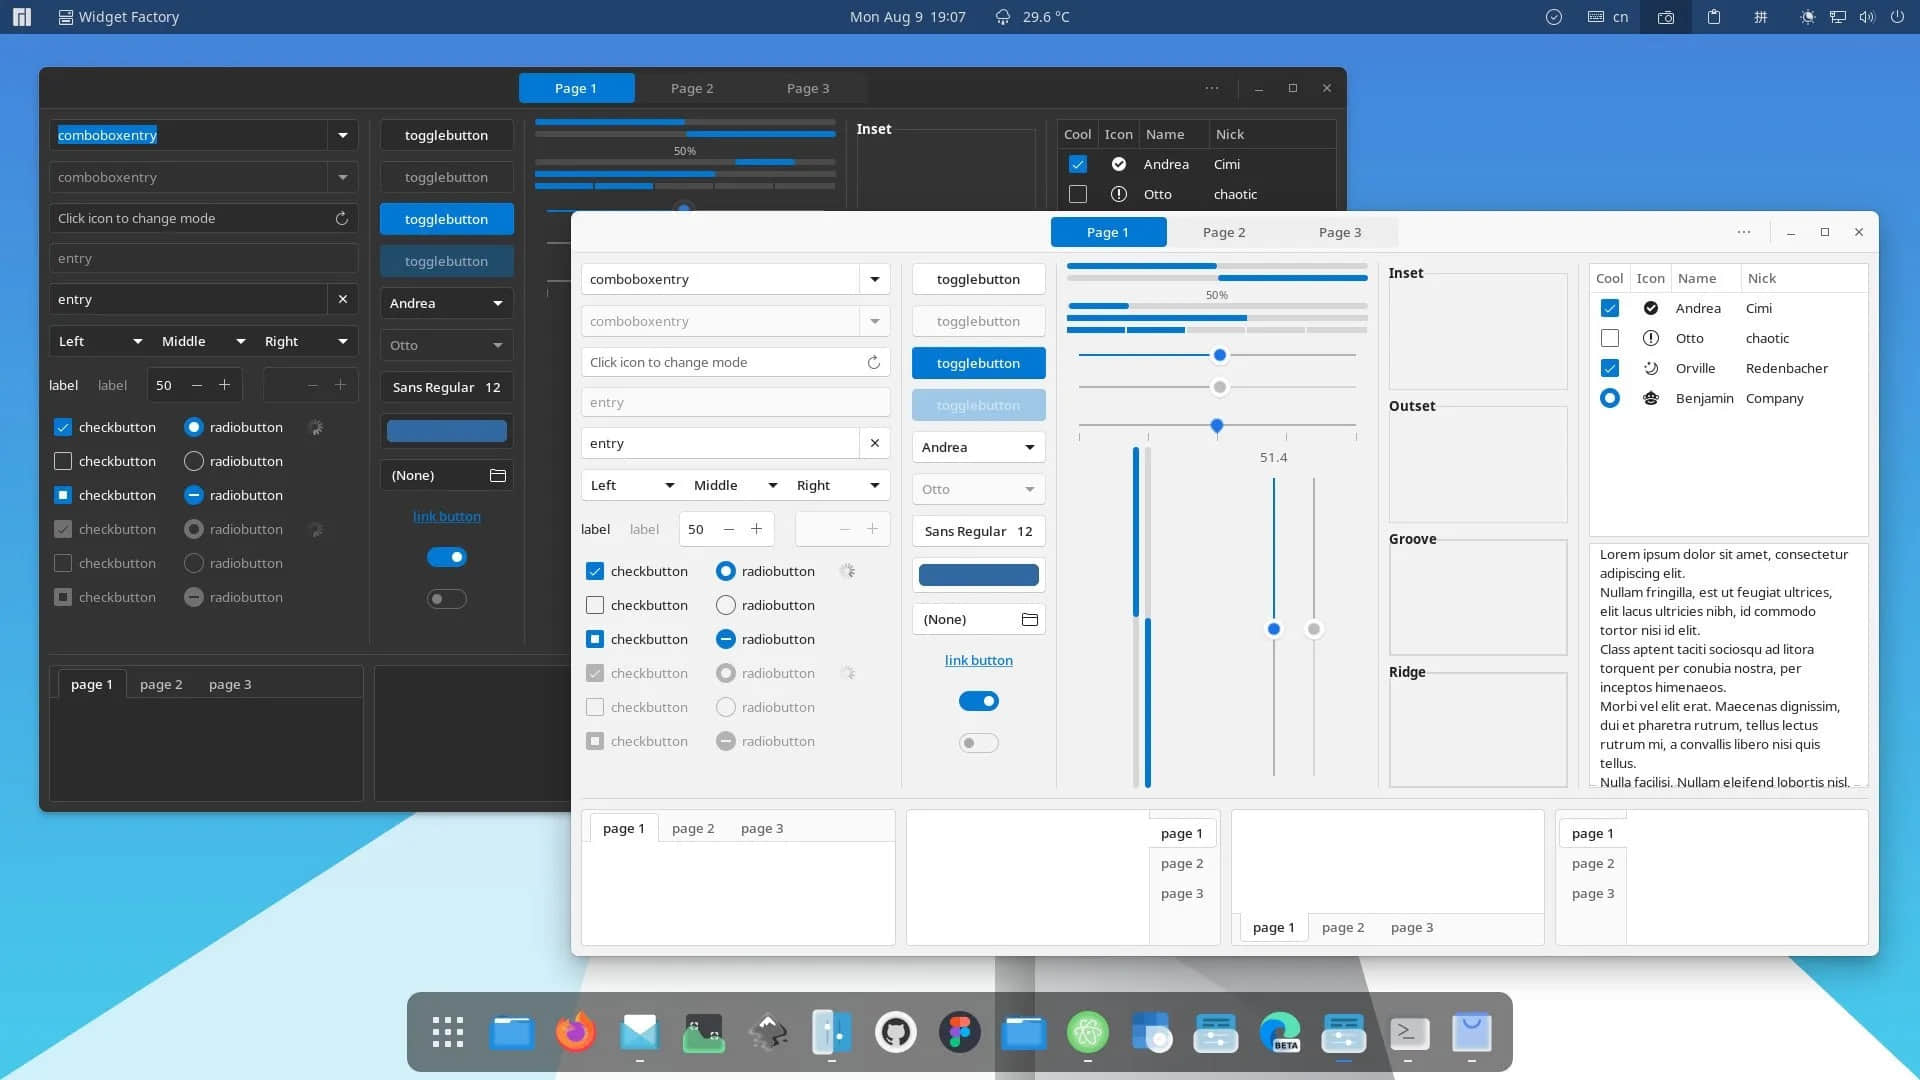 Widget Factory
Mon Aug 9 19:07
29.6 °C
cn
拼
Page 1
Page 2
Page 3
comboboxentry
comboboxentry
Click icon to change mode
entry
entry
Left
Middle
Right
label
label
50
checkbutton
radiobutton
checkbutton
radiobutton
checkbutton
radiobutton
checkbutton
radiobutton
checkbutton
radiobutton
checkbutton
radiobutton
togglebutton
togglebutton
togglebutton
togglebutton
Andrea
Otto
Sans Regular 12
(None)
link button
50%
Inset
Cool Icon Name Nick
Andrea Cimi
Otto chaotic
page 1
page 2
page 3
Page 1
Page 2
Page 3
comboboxentry
comboboxentry
Click icon to change mode
entry
entry
Left
Middle
Right
label
label
50
checkbutton
radiobutton
checkbutton
radiobutton
checkbutton
radiobutton
checkbutton
radiobutton
checkbutton
radiobutton
checkbutton
radiobutton
togglebutton
togglebutton
togglebutton
togglebutton
Andrea
Otto
Sans Regular 12
(None)
link button
50%
51.4
Inset
Outset
Groove
Ridge
Cool Icon Name Nick
Andrea Cimi
Otto chaotic
Orville Redenbacher
Benjamin Company
Lorem ipsum dolor sit amet, consectetur
adipiscing elit.
Nullam fringilla, est ut feugiat ultrices,
elit lacus ultricies nibh, id commodo
tortor nisi id elit.
Class aptent taciti sociosqu ad litora
torquent per conubia nostra, per
inceptos himenaeos.
Morbi vel elit erat. Maecenas dignissim,
dui et pharetra rutrum, tellus lectus
rutrum mi, a convallis libero nisi quis
tellus.
Nulla facilisi. Nullam eleifend lobortis nisl,
page 1
page 2
page 3
page 1
page 2
page 3
page 1
page 2
page 3
page 1
page 2
page 3
BETA